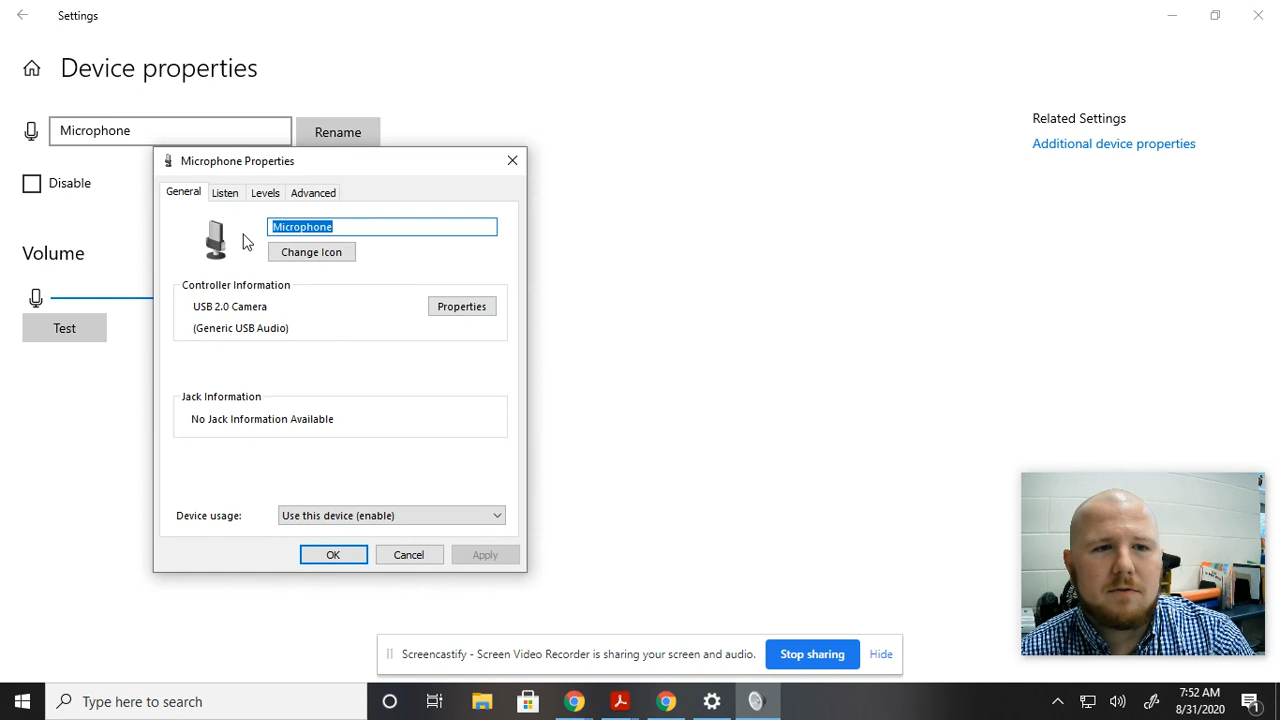 Settings
Device properties
Microphone
Rename
Related Settings
Additional device properties
Disable
Volume
Test
Microphone Properties
General Listen Levels Advanced
Microphone
Change Icon
Controller Information
USB 2.0 Camera
Properties
(Generic USB Audio)
Jack Information
No Jack Information Available
Device usage: Use this device (enable)
OK Cancel Apply
Screencastify - Screen Video Recorder is sharing your screen and audio. Stop sharing Hide
Type here to search
7:52 AM
8/31/2020
1